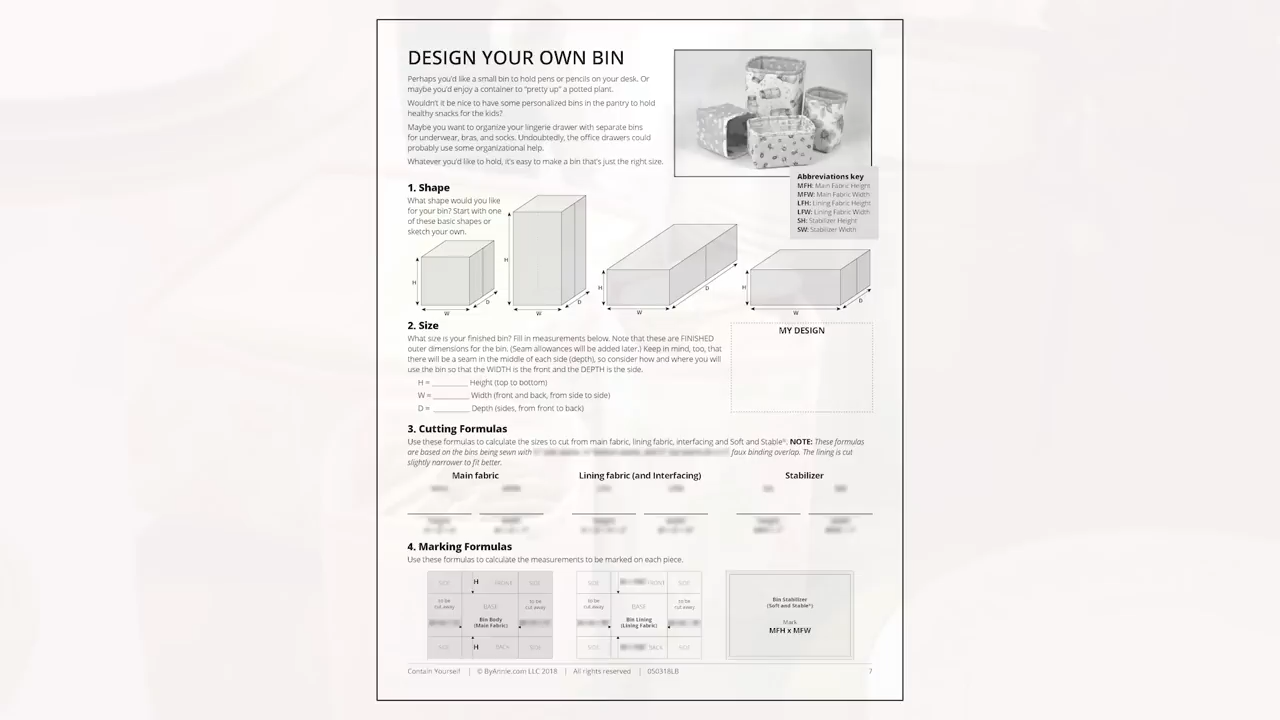 DESIGN YOUR OWN BIN
Perhaps you'd like a small bin to hold pens or pencils on your desk. Or
maybe you'd enjoy a container to "pretty up" a potted plant.
Wouldn't it be nice to have some personalized bins in the pantry to hold
healthy snacks for the kids?
Maybe you want to organize your lingerie drawer with separate bins
for underwear, bras, and socks. Undoubtedly, the office drawers could
probably use some organizational help.
Whatever you'd like to hold, it's easy to make a bin that's just the right size.
Abbreviations key
MFH: Main Fabric Height
MFW: Main Fabric Width
LFH: Lining Fabric Height
LFW: Lining Fabric Width
SH: Stabilizer Height
SW: Stabilizer Width
1. Shape
What shape would you like
for your bin? Start with one
of these basic shapes or
sketch your own.
H W D
H W D
H W D
H W D
2. Size
What size is your finished bin? Fill in measurements below. Note that these are FINISHED
outer dimensions for the bin. (Seam allowances will be added later.) Keep in mind, too, that
there will be a seam in the middle of each side (depth), so consider how and where you will
use the bin so that the WIDTH is the front and the DEPTH is the side.
H = ________ Height (top to bottom)
W = ________ Width (front and back, from side to side)
D = ________ Depth (sides, from front to back)
MY DESIGN
3. Cutting Formulas
Use these formulas to calculate the sizes to cut from main fabric, lining fabric, interfacing and Soft and Stable®. NOTE: These formulas
are based on the bins being sewn with faux binding overlap. The lining is cut
slightly narrower to fit better.
Main fabric
Lining fabric (and Interfacing)
Stabilizer
4. Marking Formulas
Use these formulas to calculate the measurements to be marked on each piece.
SIDE H FRONT SIDE
to be
cut away
BASE
to be
cut away
Bin Body
(Main Fabric)
SIDE H BACK SIDE
SIDE FRONT SIDE
to be
cut away
BASE
to be
cut away
Bin Lining
(Lining Fabric)
SIDE BACK SIDE
Bin Stabilizer
(Soft and Stable®)
Mark
MFH x MFW
Contain Yourself | © ByAnnie.com LLC 2018 | All rights reserved | 050318LB
7